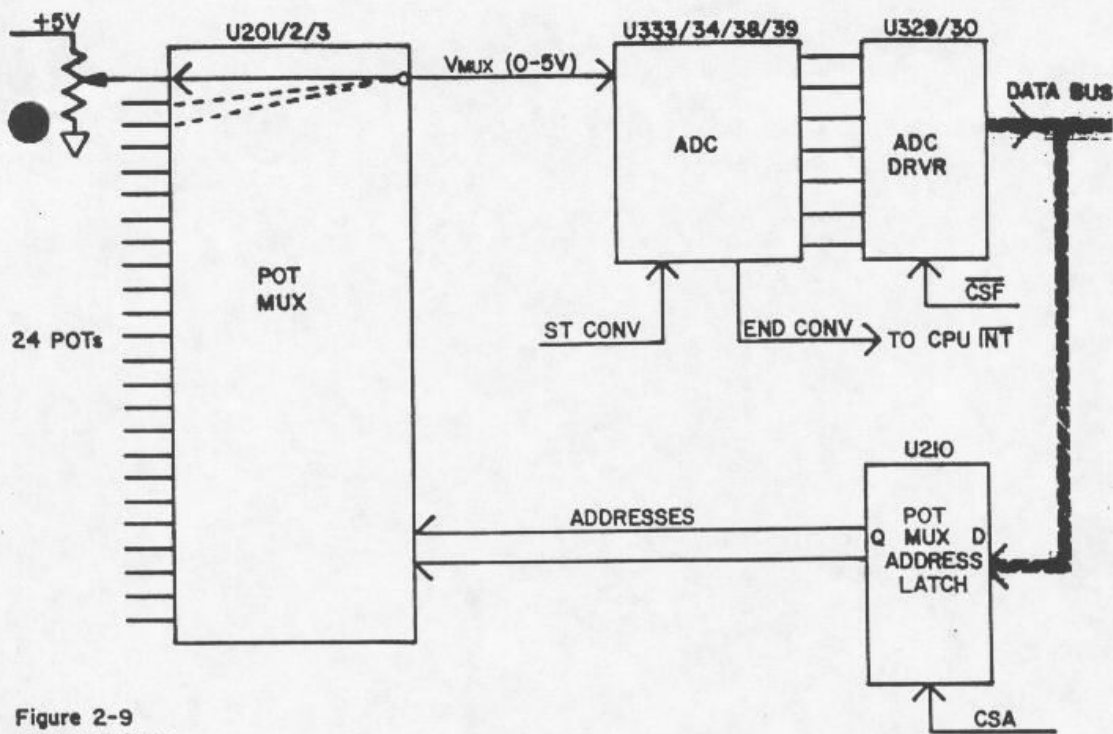 +5V
U201/2/3
U333/34/38/39
U329/30
VMUX (0-5V)
DATA BUS
ADC
ADC
DRVR
POT
MUX
CSF
ST CONV
END CONV
TO CPU INT
24 POTs
U210
ADDRESSES
POT
Q MUX D
ADDRESS
LATCH
CSA
Figure 2-9